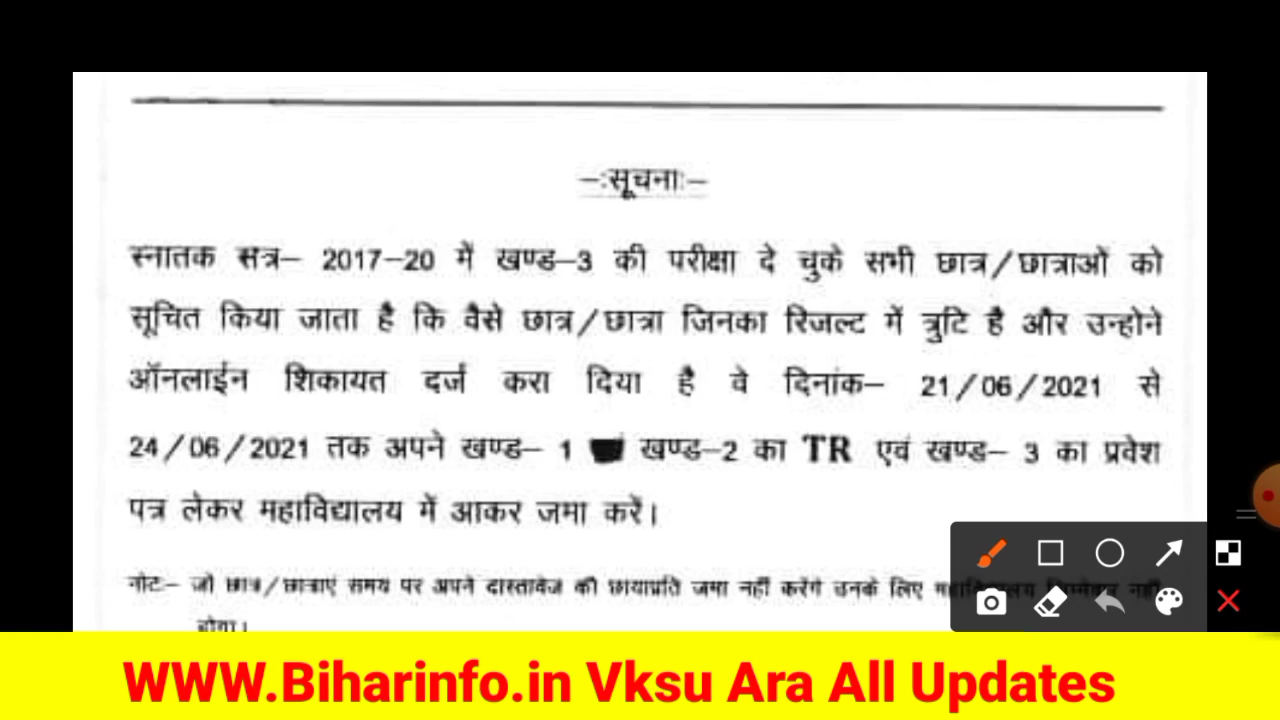 -:सूचनाः-
स्नातक सत्र- 2017-20 में खण्ड-3 की परीक्षा दे चुके सभी छात्र/छात्राओं को
सूचित किया जाता है कि वैसे छात्र/छात्रा जिनका रिजल्ट में त्रुटि है और उन्होने
ऑनलाईन शिकायत दर्ज करा दिया है वे दिनांक- 21/06/2021 से
24/06/2021 तक अपने खण्ड- 1 खण्ड-2 का TR एवं खण्ड- 3 का प्रवेश
पत्र लेकर महाविद्यालय में आकर जमा करें।
नोट:- जो छात्र/छात्राएं समय पर अपने दास्तावेज की छायाप्रति जमा नहीं करेंगे उनके लिए महाविद्यालय जिम्मेवार नहीं
होगा।
WWW.Biharinfo.in Vksu Ara All Updates